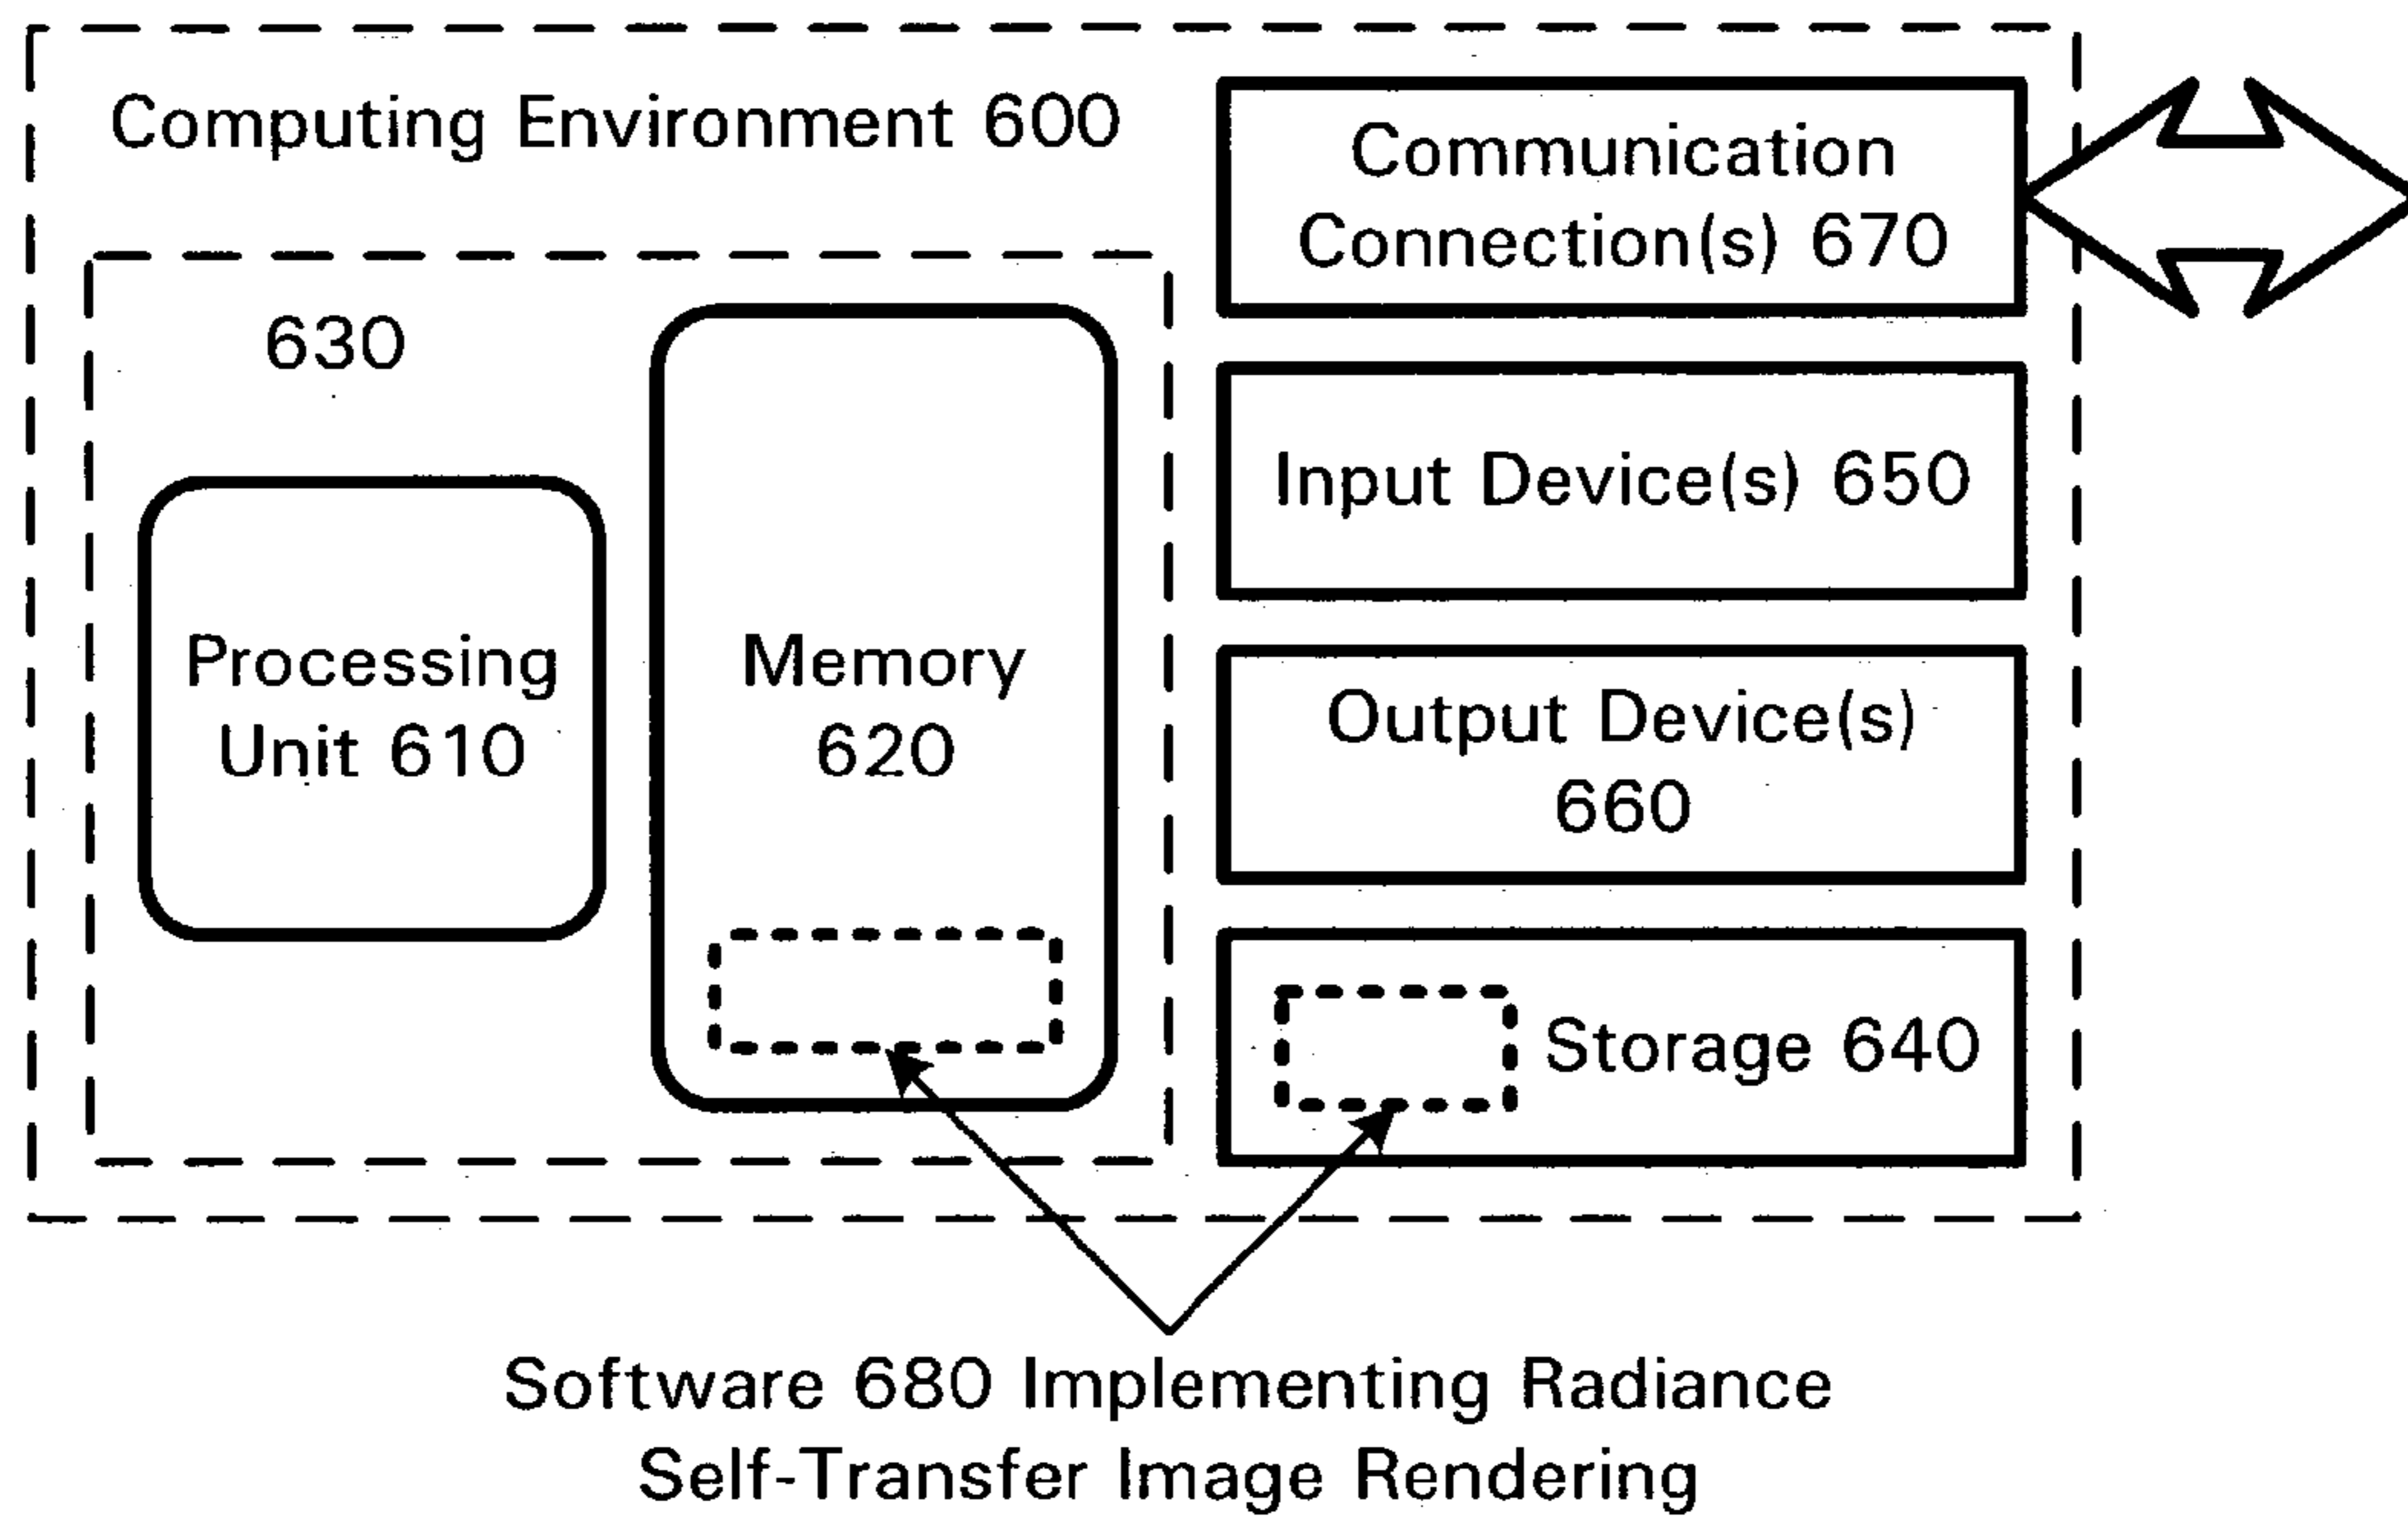 Computing Environment 600
Communication
Connection(s) 670
630
Input Device(s) 650
Processing
Unit 610
Memory
620
Output Device(s)
660
Storage 640
Software 680 Implementing Radiance
Self-Transfer Image Rendering